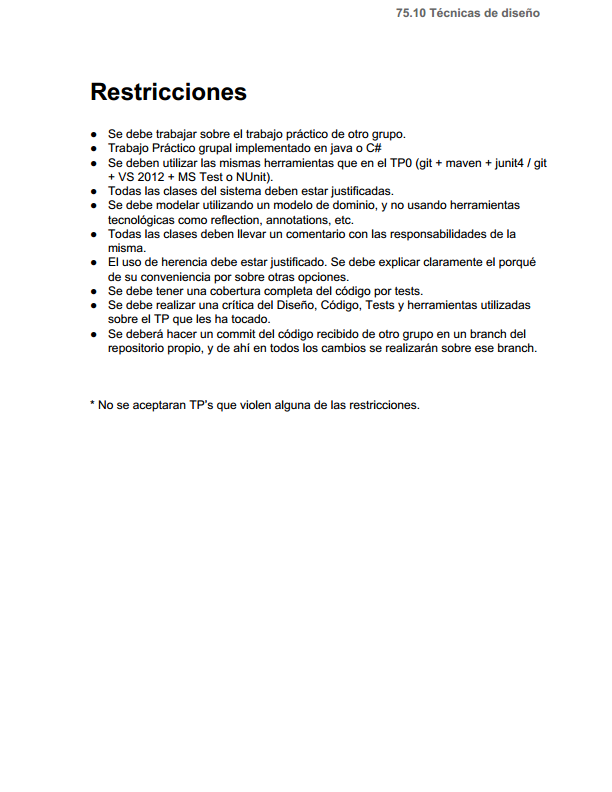 75.10 Técnicas de diseño
Restricciones
● Se debe trabajar sobre el trabajo práctico de otro grupo.
● Trabajo Práctico grupal implementado en java o C#
● Se deben utilizar las mismas herramientas que en el TP0 (git + maven + junit4 / git
+ VS 2012 + MS Test o NUnit).
● Todas las clases del sistema deben estar justificadas.
● Se debe modelar utilizando un modelo de dominio, y no usando herramientas
tecnológicas como reflection, annotations, etc.
● Todas las clases deben llevar un comentario con las responsabilidades de la
misma.
● El uso de herencia debe estar justificado. Se debe explicar claramente el porqué
de su conveniencia por sobre otras opciones.
● Se debe tener una cobertura completa del código por tests.
● Se debe realizar una crítica del Diseño, Código, Tests y herramientas utilizadas
sobre el TP que les ha tocado.
● Se deberá hacer un commit del código recibido de otro grupo en un branch del
repositorio propio, y de ahí en todos los cambios se realizarán sobre ese branch.
* No se aceptaran TP's que violen alguna de las restricciones.